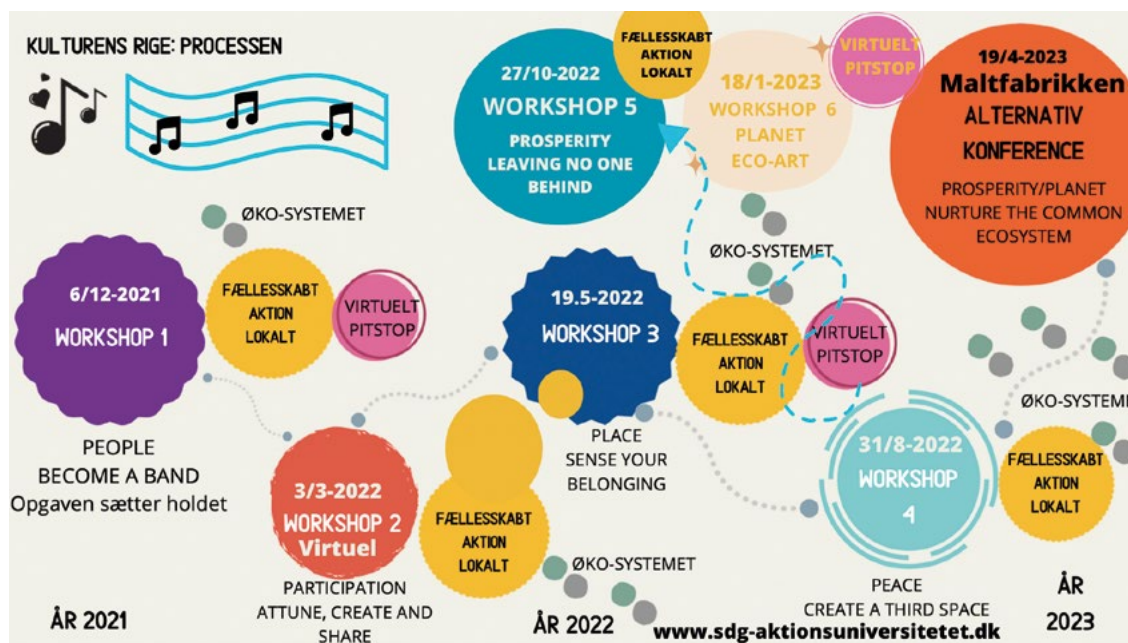 KULTURENS RIGE: PROCESSEN
6/12-2021
WORKSHOP 1
PEOPLE
BECOME A BAND
Opgaven sætter holdet
ØKO-SYSTEMET
FÆLLESSKABT
AKTION
LOKALT
VIRTUELT
PITSTOP
3/3-2022
WORKSHOP 2
Virtuel
PARTICIPATION
ATTUNE, CREATE AND
SHARE
FÆLLESSKABT
AKTION
LOKALT
ØKO-SYSTEMET
19.5-2022
WORKSHOP 3
PLACE
SENSE YOUR
BELONGING
FÆLLESSKABT
AKTION
LOKALT
ØKO-SYSTEMET
VIRTUELT
PITSTOP
31/8-2022
WORKSHOP
4
PEACE
CREATE A THIRD SPACE
FÆLLESSKABT
AKTION
LOKALT
ØKO-SYSTEME
27/10-2022
WORKSHOP 5
PROSPERITY
LEAVING NO ONE
BEHIND
FÆLLESSKABT
AKTION
LOKALT
18/1-2023
WORKSHOP 6
PLANET
ECO-ART
VIRTUELT
PITSTOP
19/4-2023
Maltfabrikken
ALTERNATIV
KONFERENCE
PROSPERITY/PLANET
NURTURE THE COMMON
ECOSYSTEM
ÅR 2021
ÅR 2022
ÅR
2023
www.sdg-aktionsuniversitetet.dk